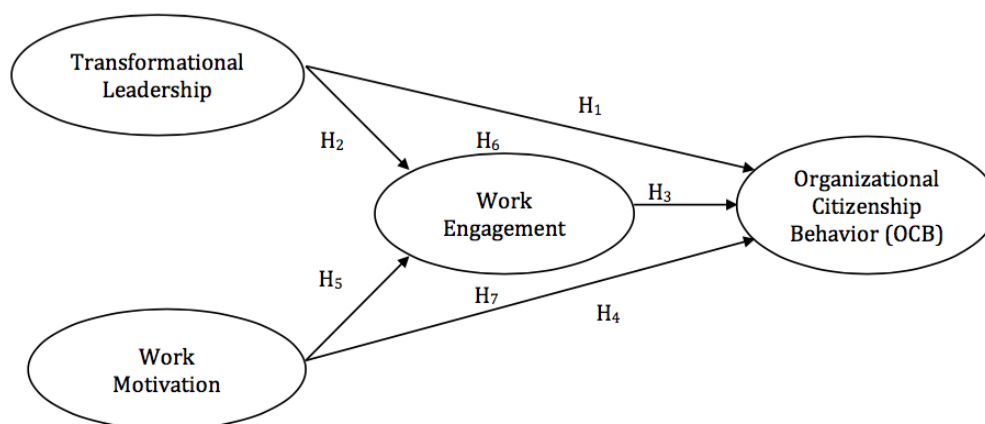 Transformational
Leadership
H₁
H₂
H₆
Work
Engagement
H₃
Organizational
Citizenship
Behavior (OCB)
H₅
H₇
H₄
Work
Motivation